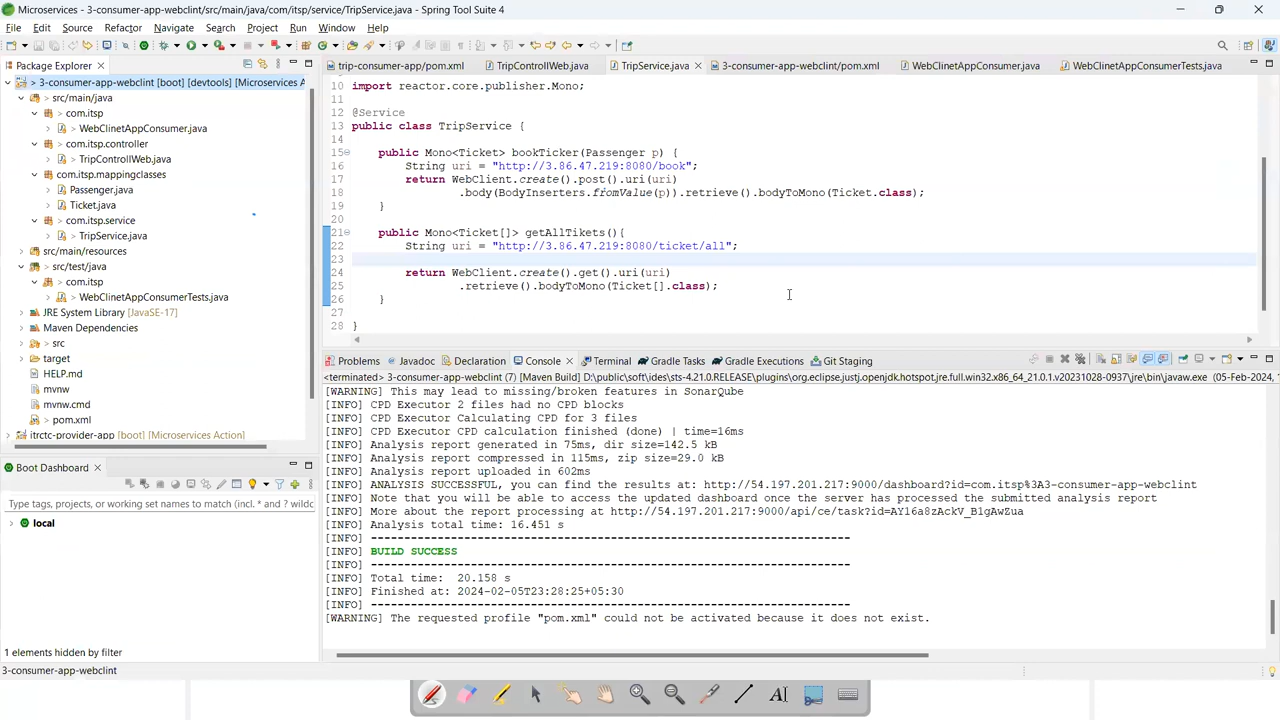 Microservices - 3-consumer-app-webclint/src/main/java/com/itsp/service/TripService.java - Spring Tool Suite 4
File Edit Source Refactor Navigate Search Project Run Window Help
Package Explorer
> 3-consumer-app-webclint [boot] [devtools] [Microservices A
src/main/java
> com.itsp
> WebClinetAppConsumer.java
> com.itsp.controller
> TripControllWeb.java
com.itsp.mappingclasses
> Passenger.java
> Ticket.java
> com.itsp.service
> TripService.java
src/main/resources
src/test/java
> com.itsp
> WebClinetAppConsumerTests.java
JRE System Library [JavaSE-17]
Maven Dependencies
> src
target
HELP.md
mvnw
mvnw.cmd
> pom.xml
itrctc-provider-app [boot] [Microservices Action]
Boot Dashboard
Type tags, projects, or working set names to match (incl. * and ? wildc
local
1 elements hidden by filter
3-consumer-app-webclint
trip-consumer-app/pom.xml TripControllWeb.java TripService.java 3-consumer-app-webclint/pom.xml WEbClintAppConsumer.java WEbClintAppConsumerTests.java
10 import reactor.core.publisher.Mono;
11
12 @Service
13 public class TripService {
14
15 public Mono<Ticket> bookTicker(Passenger p) {
16 String uri = "http://3.86.47.219:8080/book";
17 return WebClient.create().post().uri(uri)
18 .body(BodyInserters.fromValue(p)).retrieve().bodyToMono(Ticket.class);
19 }
20
21 public Mono<Ticket[]> getAllTikets(){
22 String uri = "http://3.86.47.219:8080/ticket/all";
23
24 return WebClient.create().get().uri(uri)
25 .retrieve().bodyToMono(Ticket[].class);
26 }
27
28 }
Problems Javadoc Declaration Console Terminal Gradle Tasks Gradle Executions Git Staging
<terminated> 3-consumer-app-webclint (7) [Maven Build] D:\public\soft\ides\sts-4.21.0.RELEASE\plugins\org.eclipse.justj.openjdk.hotspot.jre.full.win32.x86_64_21.0.1.v20231028-0937\jre\bin\javaw.exe (05-Feb-2024,
[WARNING] This may lead to missing/broken features in SonarQube
[INFO] CPD Executor 2 files had no CPD blocks
[INFO] CPD Executor Calculating CPD for 3 files
[INFO] CPD Executor CPD calculation finished (done) | time=16ms
[INFO] Analysis report generated in 75ms, dir size=142.5 kB
[INFO] Analysis report compressed in 115ms, zip size=29.0 kB
[INFO] Analysis report uploaded in 602ms
[INFO] ANALYSIS SUCCESSFUL, you can find the results at: http://54.197.201.217:9000/dashboard?id=com.itsp%3A3-consumer-app-webclint
[INFO] Note that you will be able to access the updated dashboard once the server has processed the submitted analysis report
[INFO] More about the report processing at http://54.197.201.217:9000/api/ce/task?id=AY16a8zAckV_B1gAwZua
[INFO] Analysis total time: 16.451 s
[INFO] ------------------------------------------------------------------------
[INFO] BUILD SUCCESS
[INFO] ------------------------------------------------------------------------
[INFO] Total time:  20.158 s
[INFO] Finished at: 2024-02-05T23:28:25+05:30
[INFO] ------------------------------------------------------------------------
[WARNING] The requested profile "pom.xml" could not be activated because it does not exist.